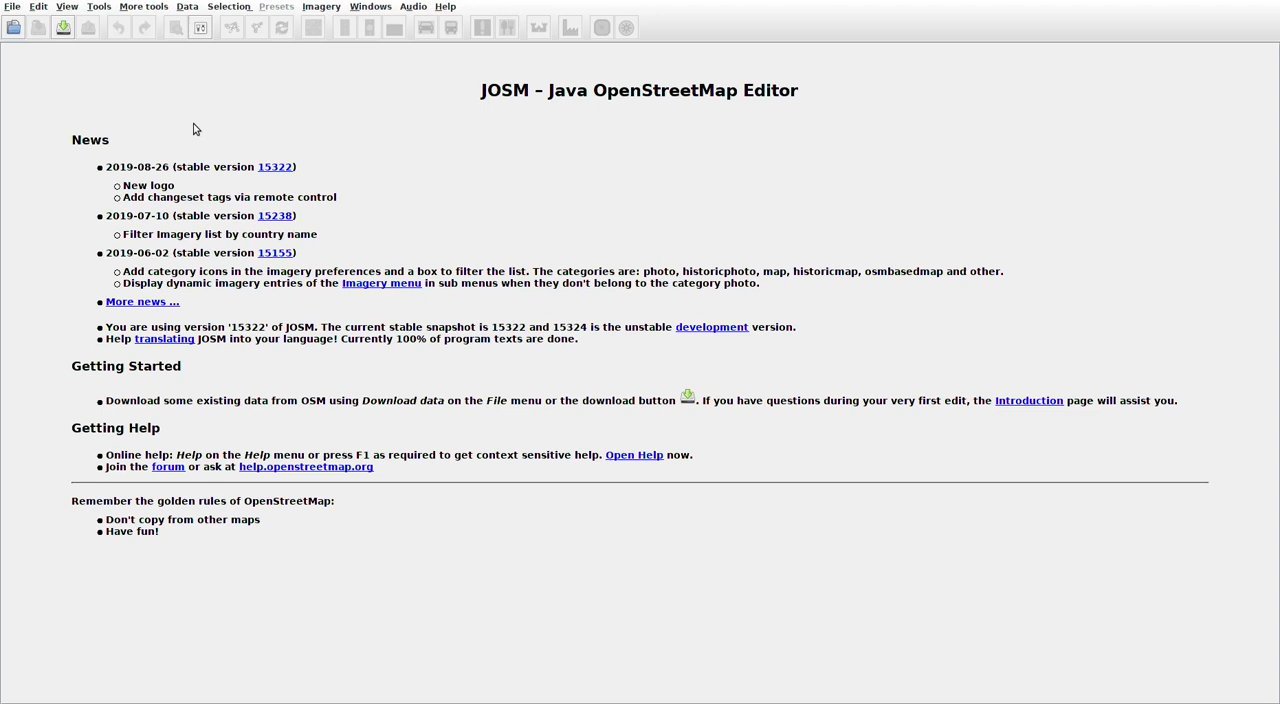 File Edit View Tools More tools Data Selection Presets Imagery Windows Audio Help
JOSM – Java OpenStreetMap Editor
News
2019-08-26 (stable version 15322)
New logo
Add changeset tags via remote control
2019-07-10 (stable version 15238)
Filter Imagery list by country name
2019-06-02 (stable version 15155)
Add category icons in the imagery preferences and a box to filter the list. The categories are: photo, historicphoto, map, historicmap, osmbasedmap and other.
Display dynamic imagery entries of the Imagery menu in sub menus when they don't belong to the category photo.
More news ...
You are using version '15322' of JOSM. The current stable snapshot is 15322 and 15324 is the unstable development version.
Help translating JOSM into your language! Currently 100% of program texts are done.
Getting Started
Download some existing data from OSM using Download data on the File menu or the download button . If you have questions during your very first edit, the Introduction page will assist you.
Getting Help
Online help: Help on the Help menu or press F1 as required to get context sensitive help. Open Help now.
Join the forum or ask at help.openstreetmap.org
Remember the golden rules of OpenStreetMap:
Don't copy from other maps
Have fun!